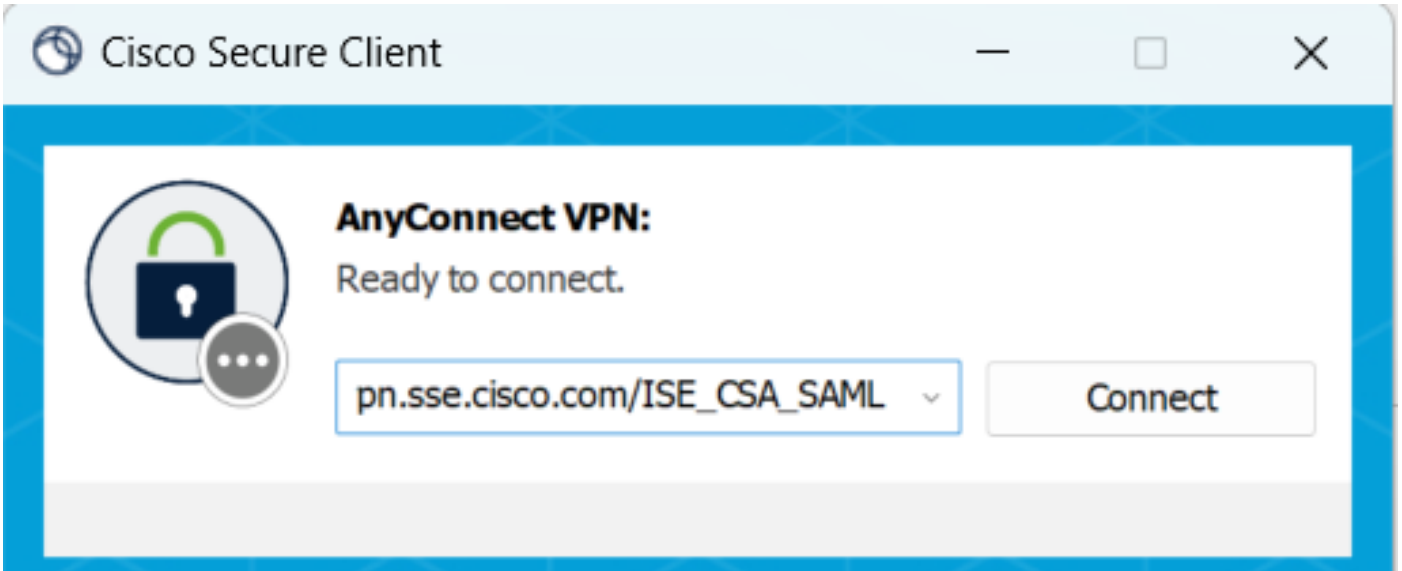 Cisco Secure Client
AnyConnect VPN:
Ready to connect.
pn.sse.cisco.com/ISE_CSA_SAML
Connect